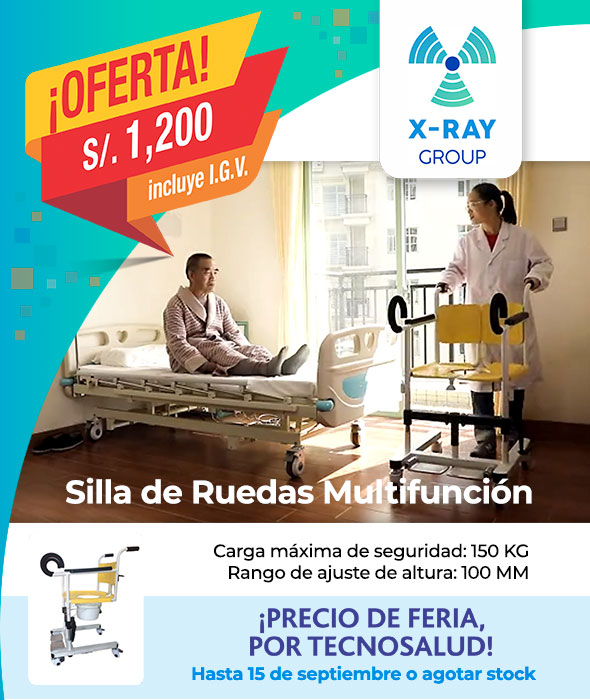 ¡OFERTA!
S/. 1,200
incluye I.G.V.
X-RAY
GROUP
Silla de Ruedas Multifunción
Carga máxima de seguridad: 150 KG
Rango de ajuste de altura: 100 MM
¡PRECIO DE FERIA,
POR TECNOSALUD!
Hasta 15 de septiembre o agotar stock